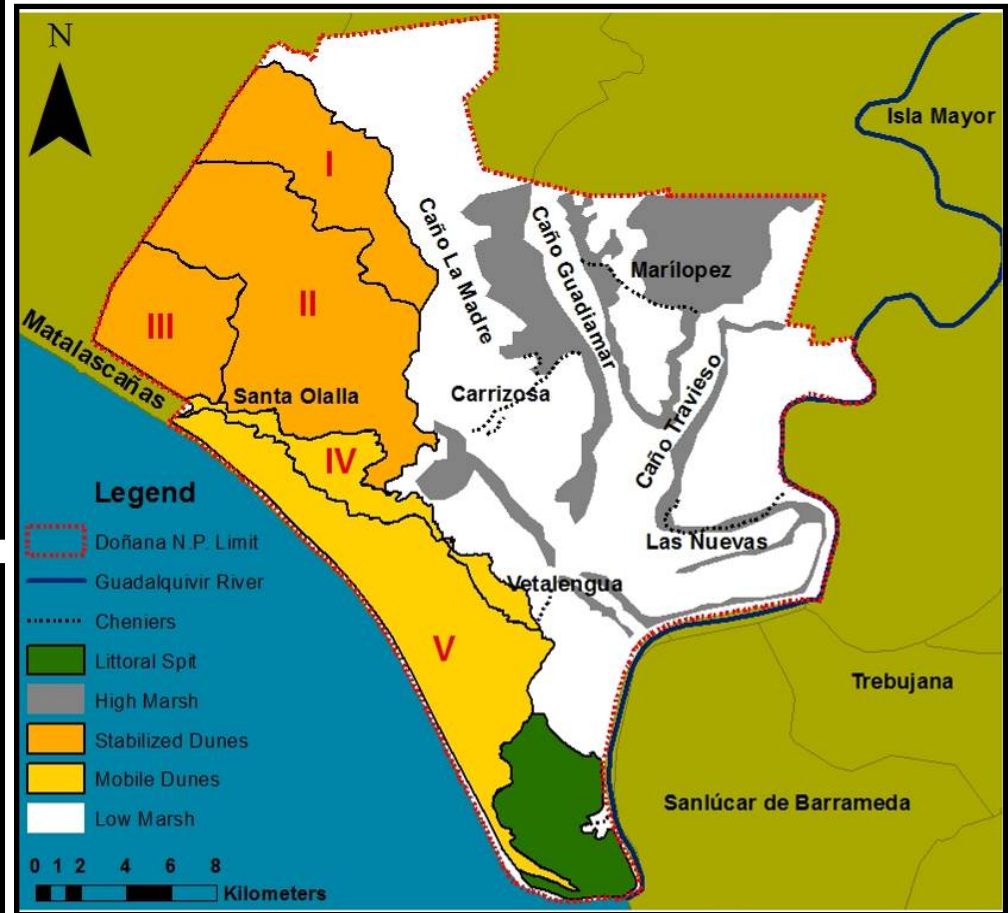 N
Isla Mayor
I
Caño La Madre
Caño Guadiamar
Marílopez
II
III
Matalascañas
Santa Olalla
Carrizosa
Caño Travieso
IV
Las Nuevas
Vetalengua
V
Trebujana
Sanlúcar de Barrameda
Legend
Doñana N.P. Limit
Guadalquivir River
Cheniers
Littoral Spit
High Marsh
Stabilized Dunes
Mobile Dunes
Low Marsh
0 1 2 4 6 8
Kilometers